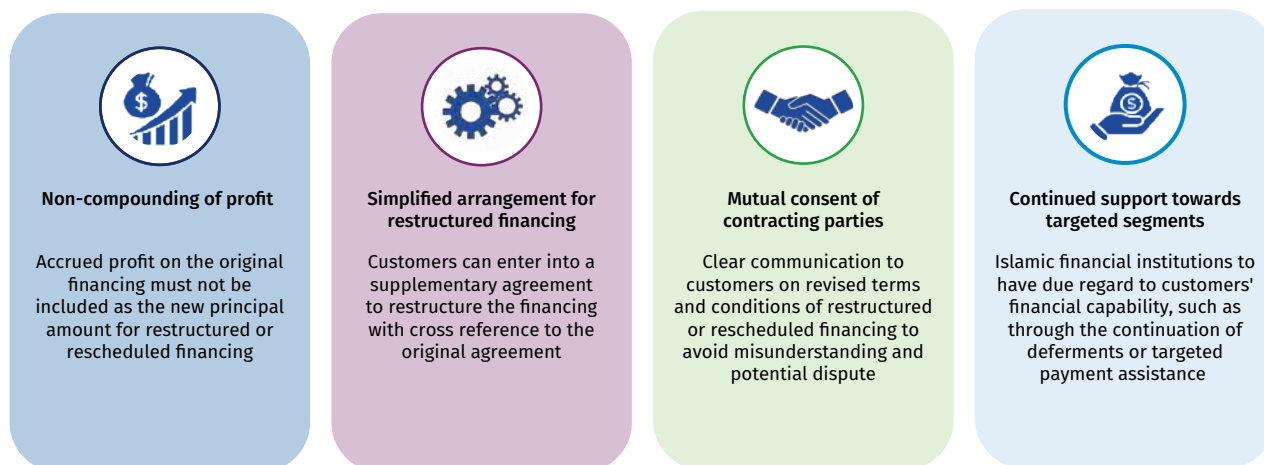 Non-compounding of profit
Accrued profit on the original
financing must not be
included as the new principal
amount for restructured or
rescheduled financing
Simplified arrangement for
restructured financing
Customers can enter into a
supplementary agreement
to restructure the financing
with cross reference to the
original agreement
Mutual consent of
contracting parties
Clear communication to
customers on revised terms
and conditions of restructured
or rescheduled financing to
avoid misunderstanding and
potential dispute
Continued support towards
targeted segments
Islamic financial institutions to
have due regard to customers'
financial capability, such as
through the continuation of
deferments or targeted
payment assistance